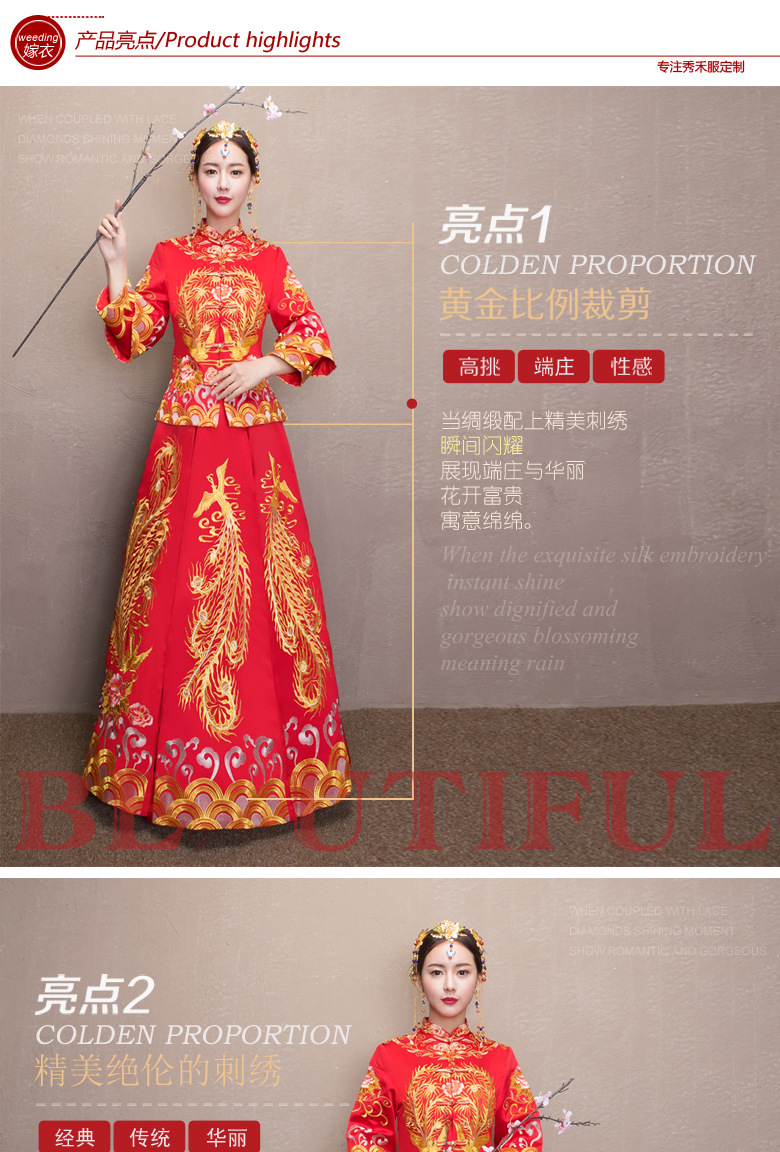 weeding
嫁衣
产品亮点/Product highlights
专注秀禾服定制
WHEN COUPLED WITH LACE
DIAMONDS SHINING MOMENT
SHOW ROMANTIC AND GORGE
亮点1
COLDEN PROPORTION
黄金比例裁剪
高挑 端庄 性感
当绸缎配上精美刺绣
瞬间闪耀
展现端庄与华丽
花开富贵
寓意绵绵。
When the exquisite silk embroidery
instant shine
show dignified and
gorgeous blossoming
meaning rain
BEAUTIFUL
WHEN COUPLED WITH LACE
DIAMONDS SHINING MOMENT
SHOW ROMANTIC AND GORGEOUS
亮点2
COLDEN PROPORTION
精美绝伦的刺绣
经典 传统 华丽